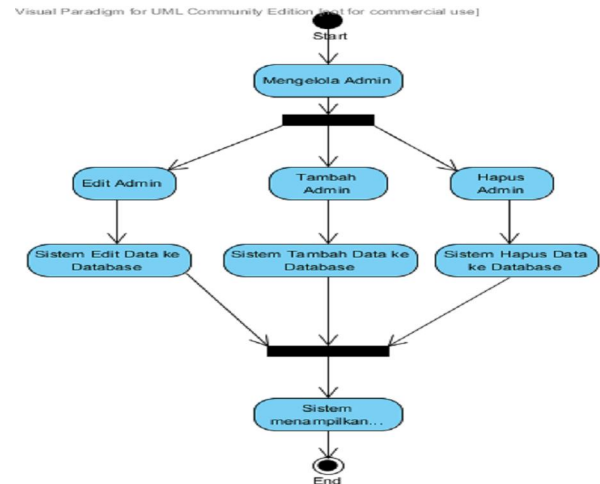 Visual Paradigm for UML Community Edition [not for commercial use]
Start
Mengelola Admin
Edit Admin
Tambah
Admin
Hapus
Admin
Sistem Edit Data ke
Database
Sistem Tambah Data ke
Database
Sistem Hapus Data
ke Database
Sistem
menampilkan...
End